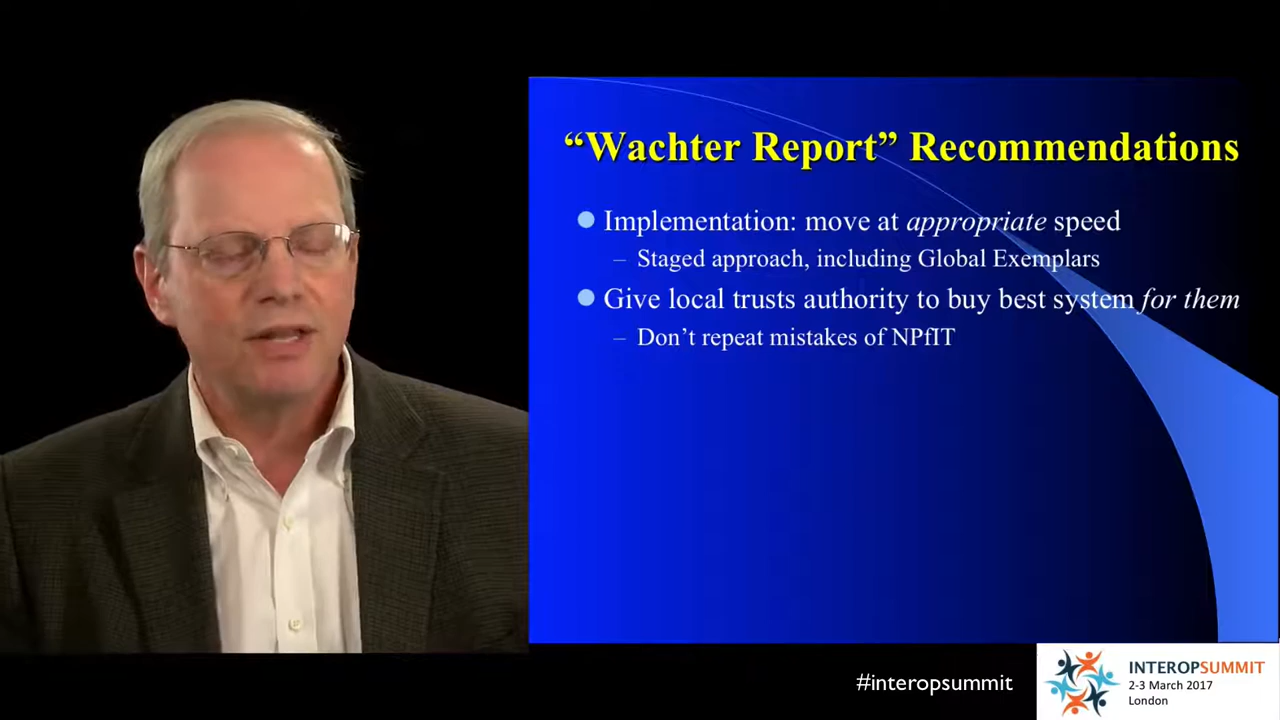 “Wachter Report” Recommendations
Implementation: move at appropriate speed
– Staged approach, including Global Exemplars
Give local trusts authority to buy best system for them
– Don’t repeat mistakes of NPfIT
#interopsummit
INTEROPSUMMIT
2-3 March 2017
London